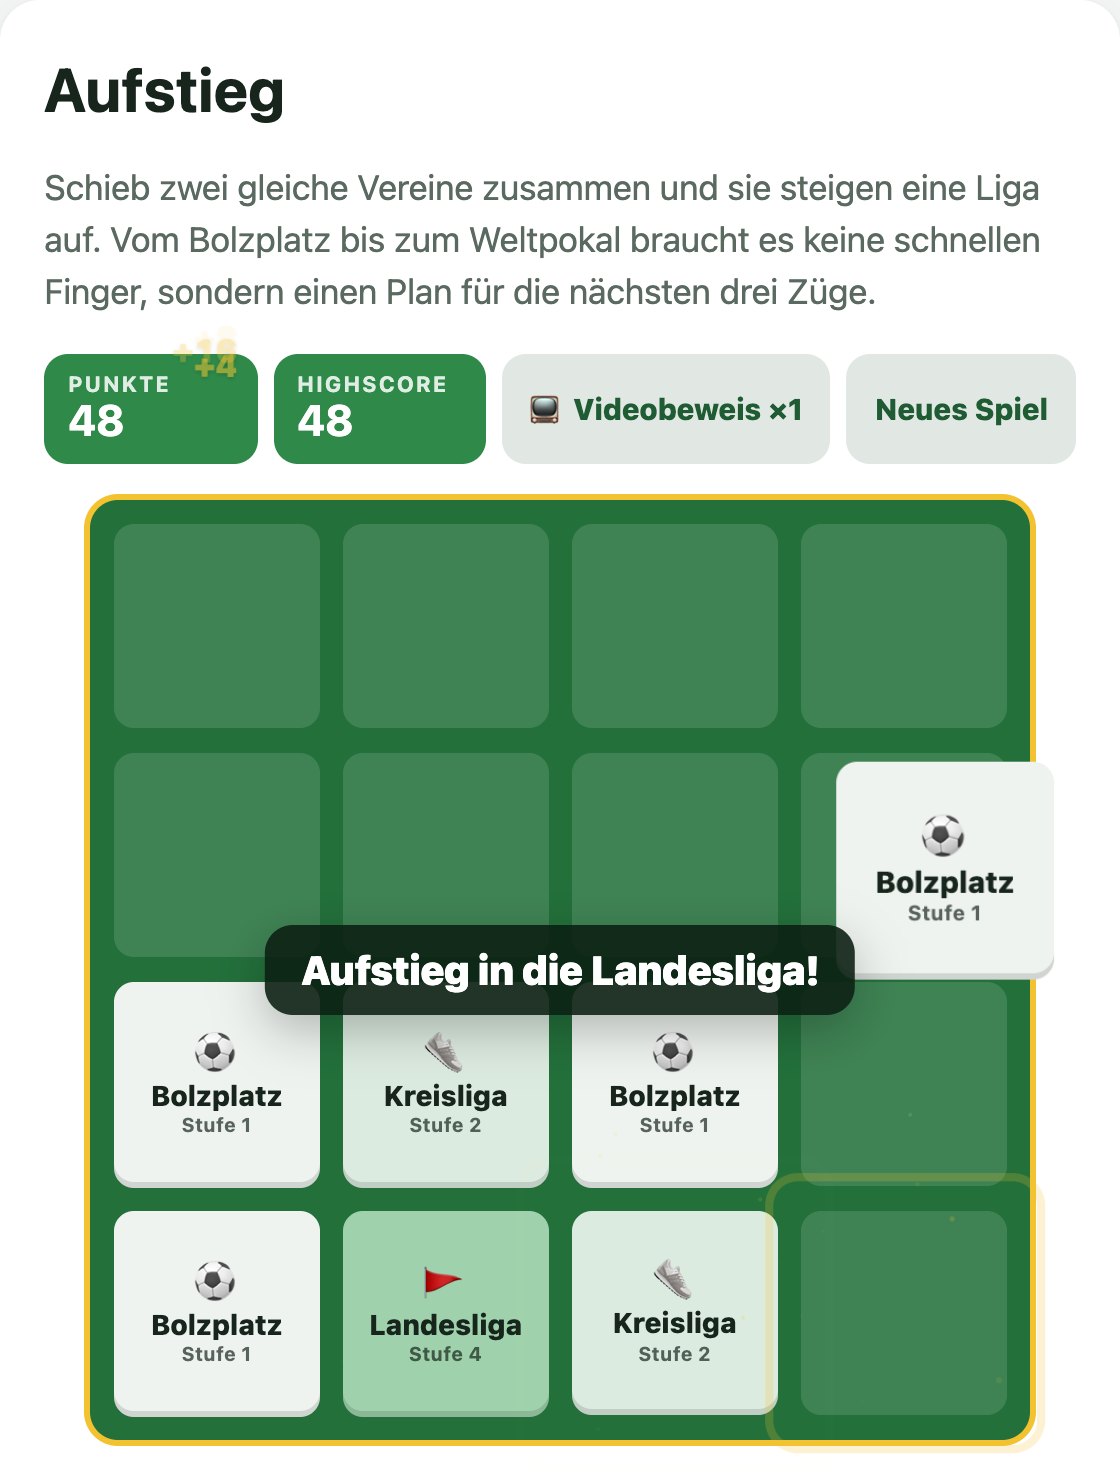 Aufstieg
Schieb zwei gleiche Vereine zusammen und sie steigen eine Liga
auf. Vom Bolzplatz bis zum Weltpokal braucht es keine schnellen
Finger, sondern einen Plan für die nächsten drei Züge.
+4
PUNKTE
48
HIGHSCORE
48
Videobeweis ×1
Neues Spiel
Bolzplatz
Stufe 1
Aufstieg in die Landesliga!
Bolzplatz
Stufe 1
Kreisliga
Stufe 2
Bolzplatz
Stufe 1
Bolzplatz
Stufe 1
Landesliga
Stufe 4
Kreisliga
Stufe 2